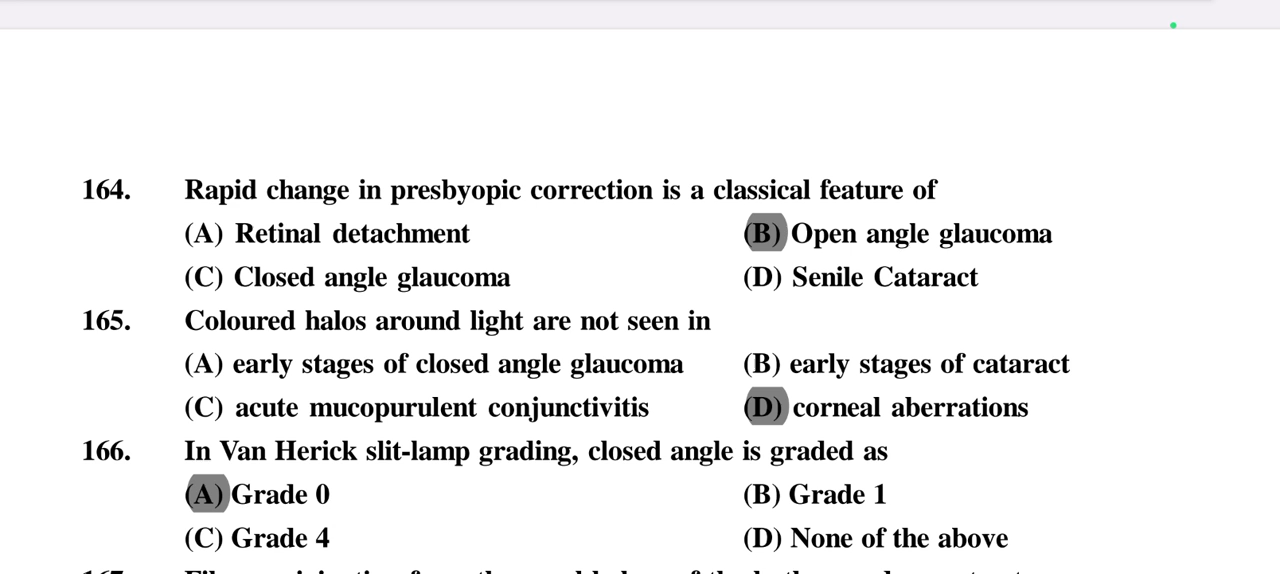 164. Rapid change in presbyopic correction is a classical feature of
(A) Retinal detachment (B) Open angle glaucoma
(C) Closed angle glaucoma (D) Senile Cataract
165. Coloured halos around light are not seen in
(A) early stages of closed angle glaucoma (B) early stages of cataract
(C) acute mucopurulent conjunctivitis (D) corneal aberrations
166. In Van Herick slit-lamp grading, closed angle is graded as
(A) Grade 0 (B) Grade 1
(C) Grade 4 (D) None of the above